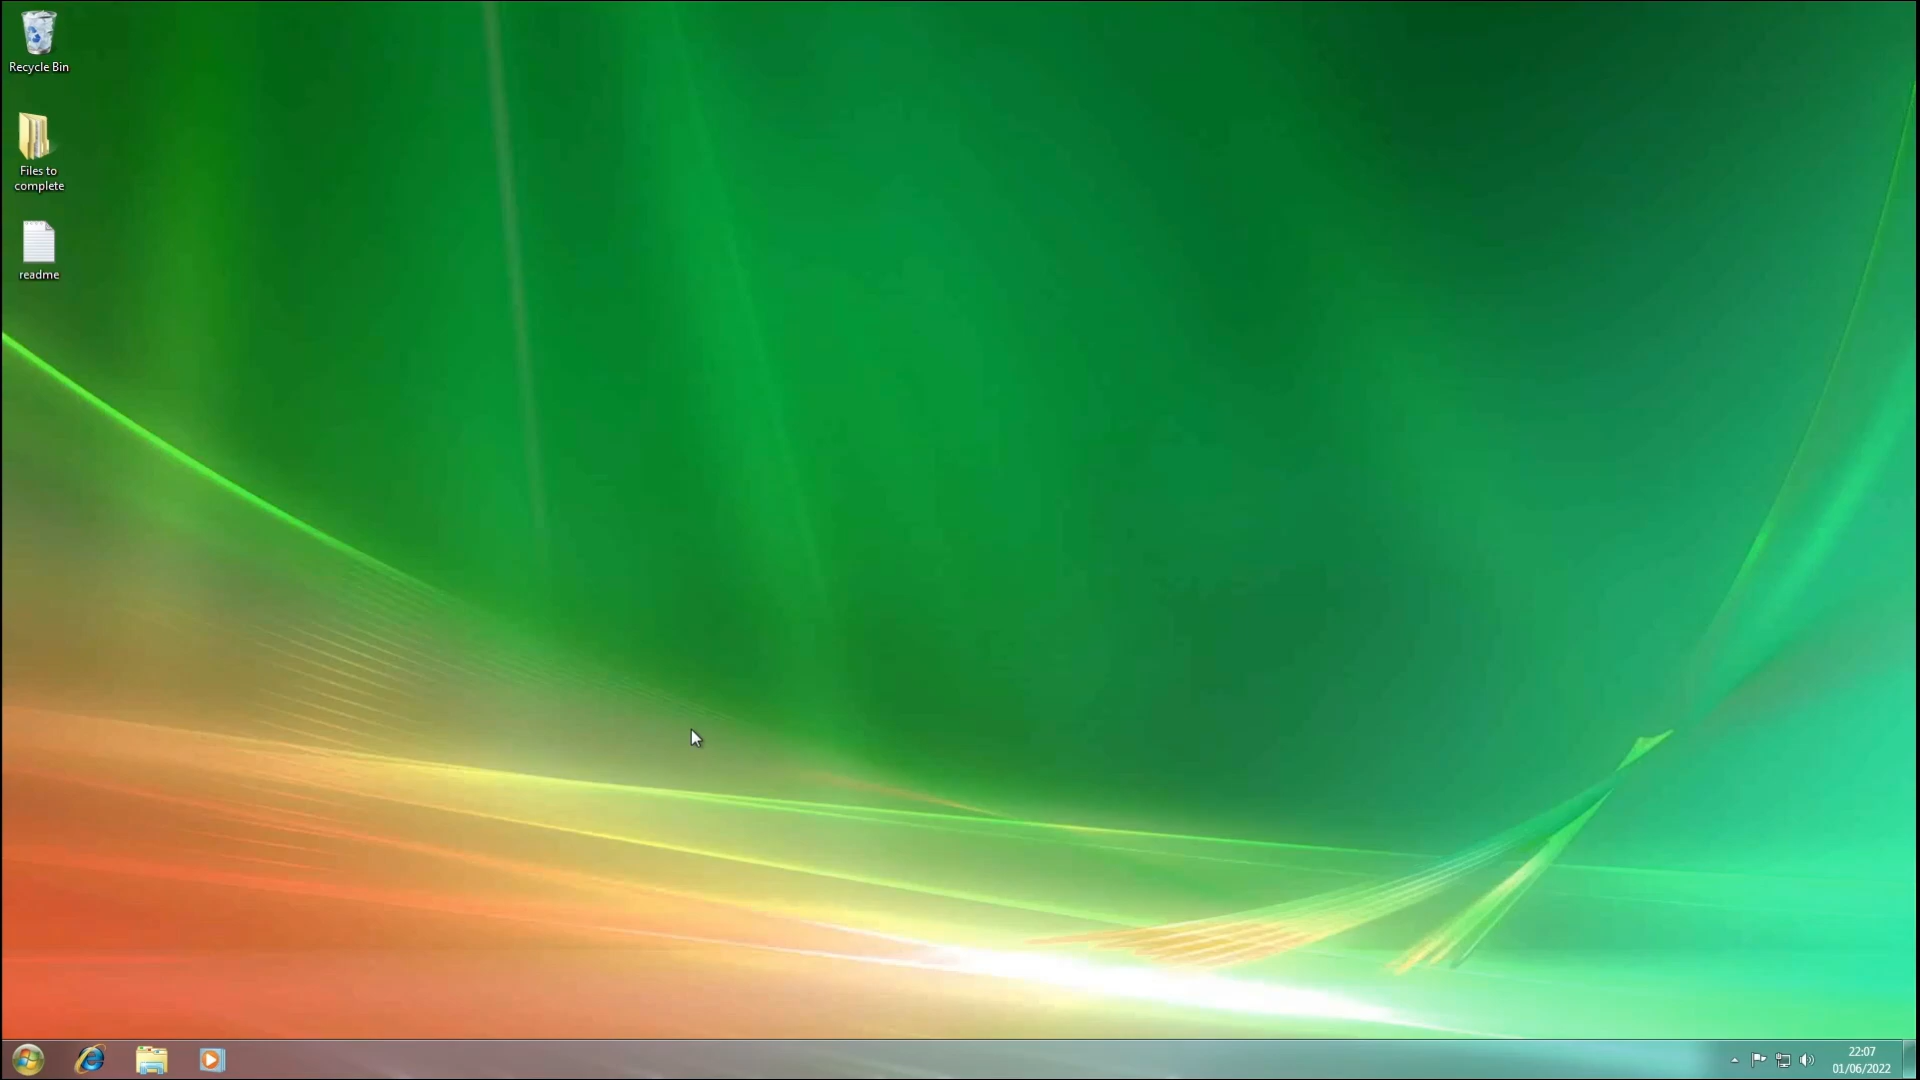 Recycle Bin
Files to
complete
readme
22:07
01/06/2022